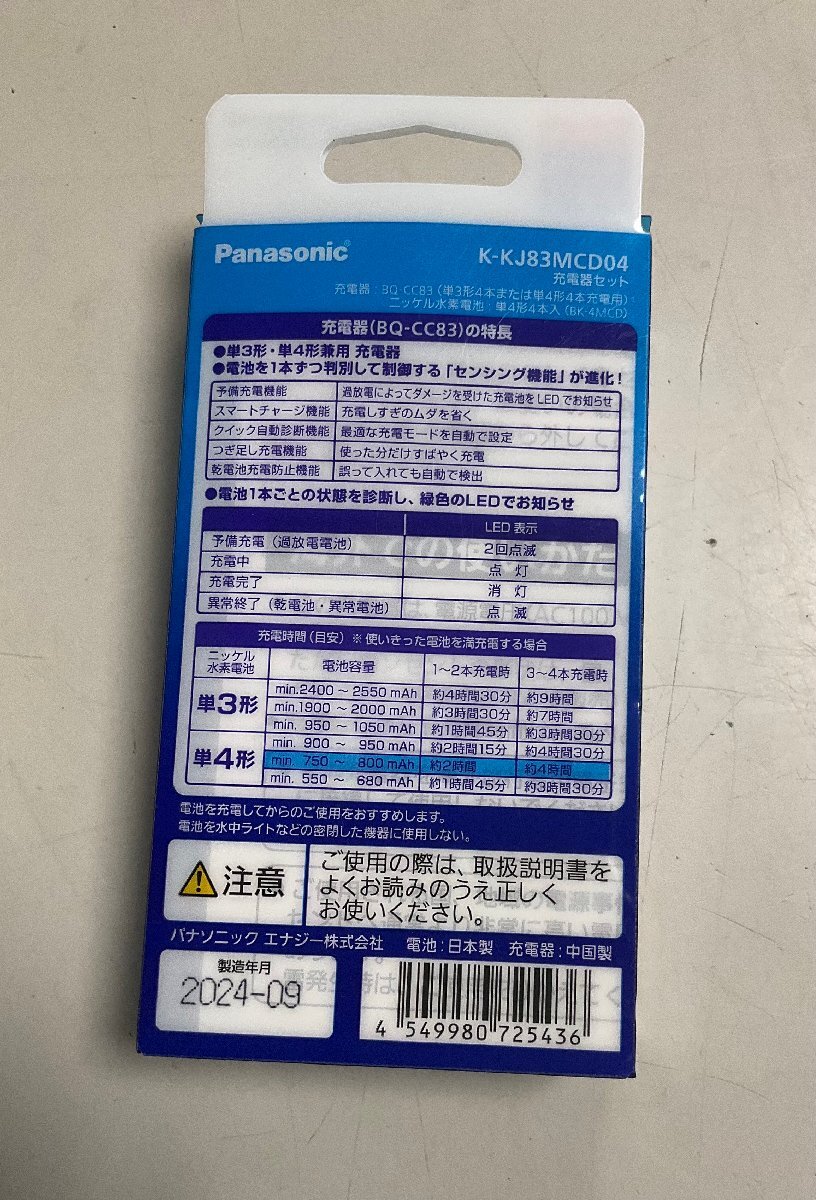 Panasonic K-KJ83MCD04
充電器セット
充電器：BQ-CC83（単3形4本または単4形4本充電用）
ニッケル水素電池：単4形4本入（BK-4MCD）
充電器(BQ-CC83)の特長
●単3形・単4形兼用 充電器
●電池を1本ずつ判別して制御する「センシング機能」が進化！
予備充電機能 過放電によってダメージを受けた充電池をLEDでお知らせ
スマートチャージ機能 充電しすぎのムダを省く
クイック自動診断機能 最適な充電モードを自動で設定
つぎ足し充電機能 使った分だけすばやく充電
乾電池充電防止機能 誤って入れても自動で検出
●電池1本ごとの状態を診断し、緑色のLEDでお知らせ
LED 表示
予備充電（過放電電池） 2回点滅
充電中 点 灯
充電完了 消 灯
異常終了（乾電池・異常電池） 点 滅
充電時間（目安）※使いきった電池を満充電する場合
ニッケル水素電池 電池容量 1～2本充電時 3～4本充電時
単3形 min.2400 ～ 2550 mAh 約4時間30分 約9時間
min.1900 ～ 2000 mAh 約3時間30分 約7時間
min. 950 ～ 1050 mAh 約1時間45分 約3時間30分
単4形 min. 900 ～ 950 mAh 約2時間15分 約4時間30分
min. 750 ～ 800 mAh 約2時間 約4時間
min. 550 ～ 680 mAh 約1時間45分 約3時間30分
電池を充電してからのご使用をおすすめします。
電池を水中ライトなどの密閉した機器に使用しない。
注意 ご使用の際は、取扱説明書を
よくお読みのうえ正しく
お使いください。
パナソニック エナジー株式会社 電池：日本製 充電器：中国製
製造年月
2024-09
4 549980 725436